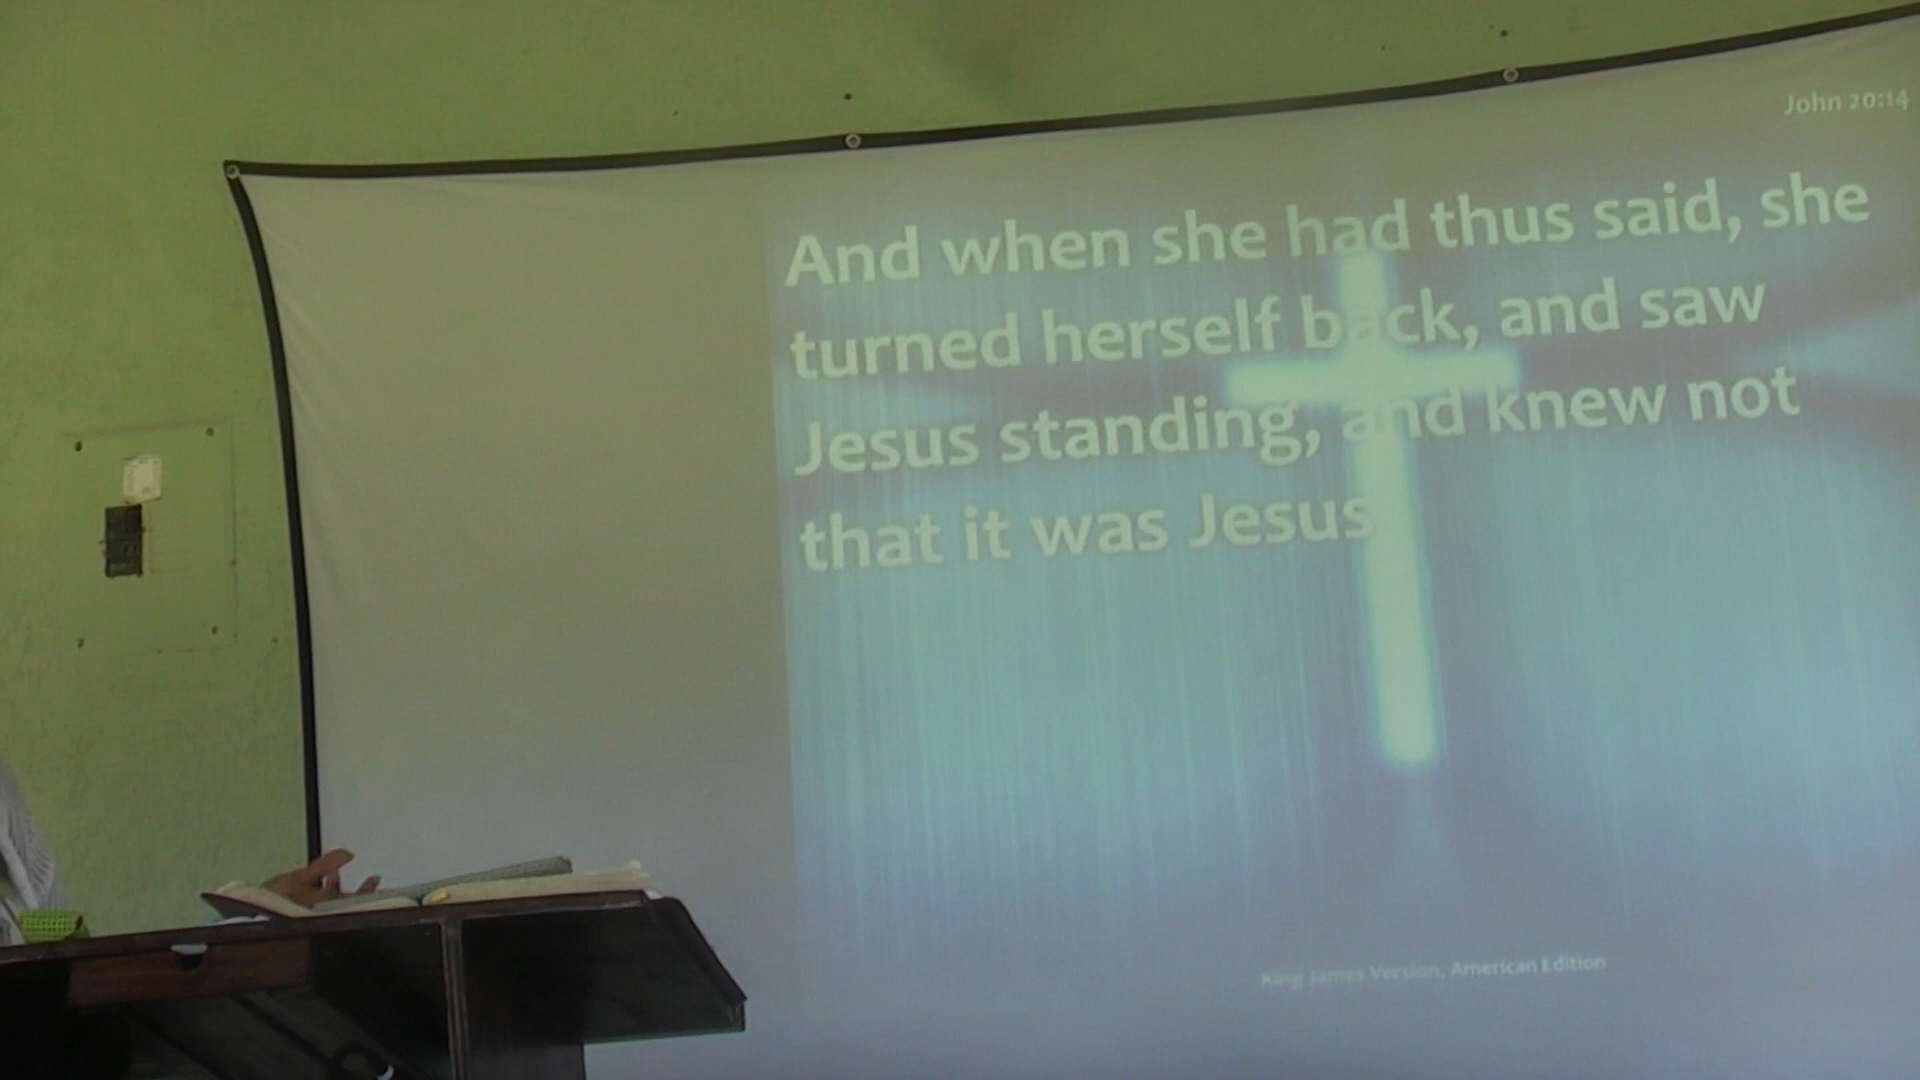 John 20:14
And when she had thus said, she
turned herself back, and saw
Jesus standing, and knew not
that it was Jesus
King James Version, American Edition